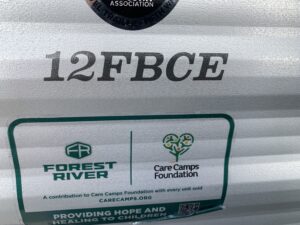 ASSOCIATION
12FBCE
FR
FOREST
RIVER
Care Camps
Foundation
A contribution to Care Camps Foundation with every unit sold
CARECAMPS.ORG
PROVIDING HOPE AND
HEALING TO CHILDREN